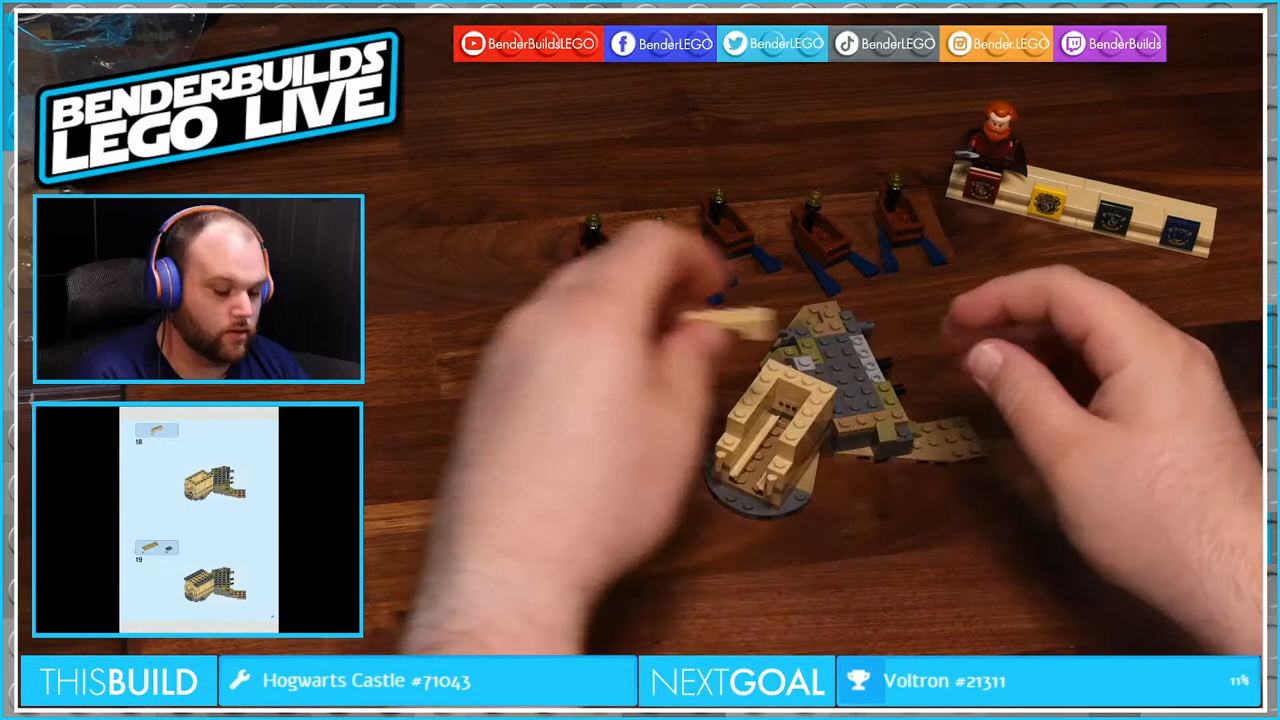 BENDERBUILDS
LEGO LIVE
BenderBuildsLEGO
BenderLEGO
BenderLEGO
BenderLEGO
Bender.LEGO
BenderBuilds
18
19
THISBUILD
Hogwarts Castle #71043
NEXTGOAL
Voltron #21311
11%